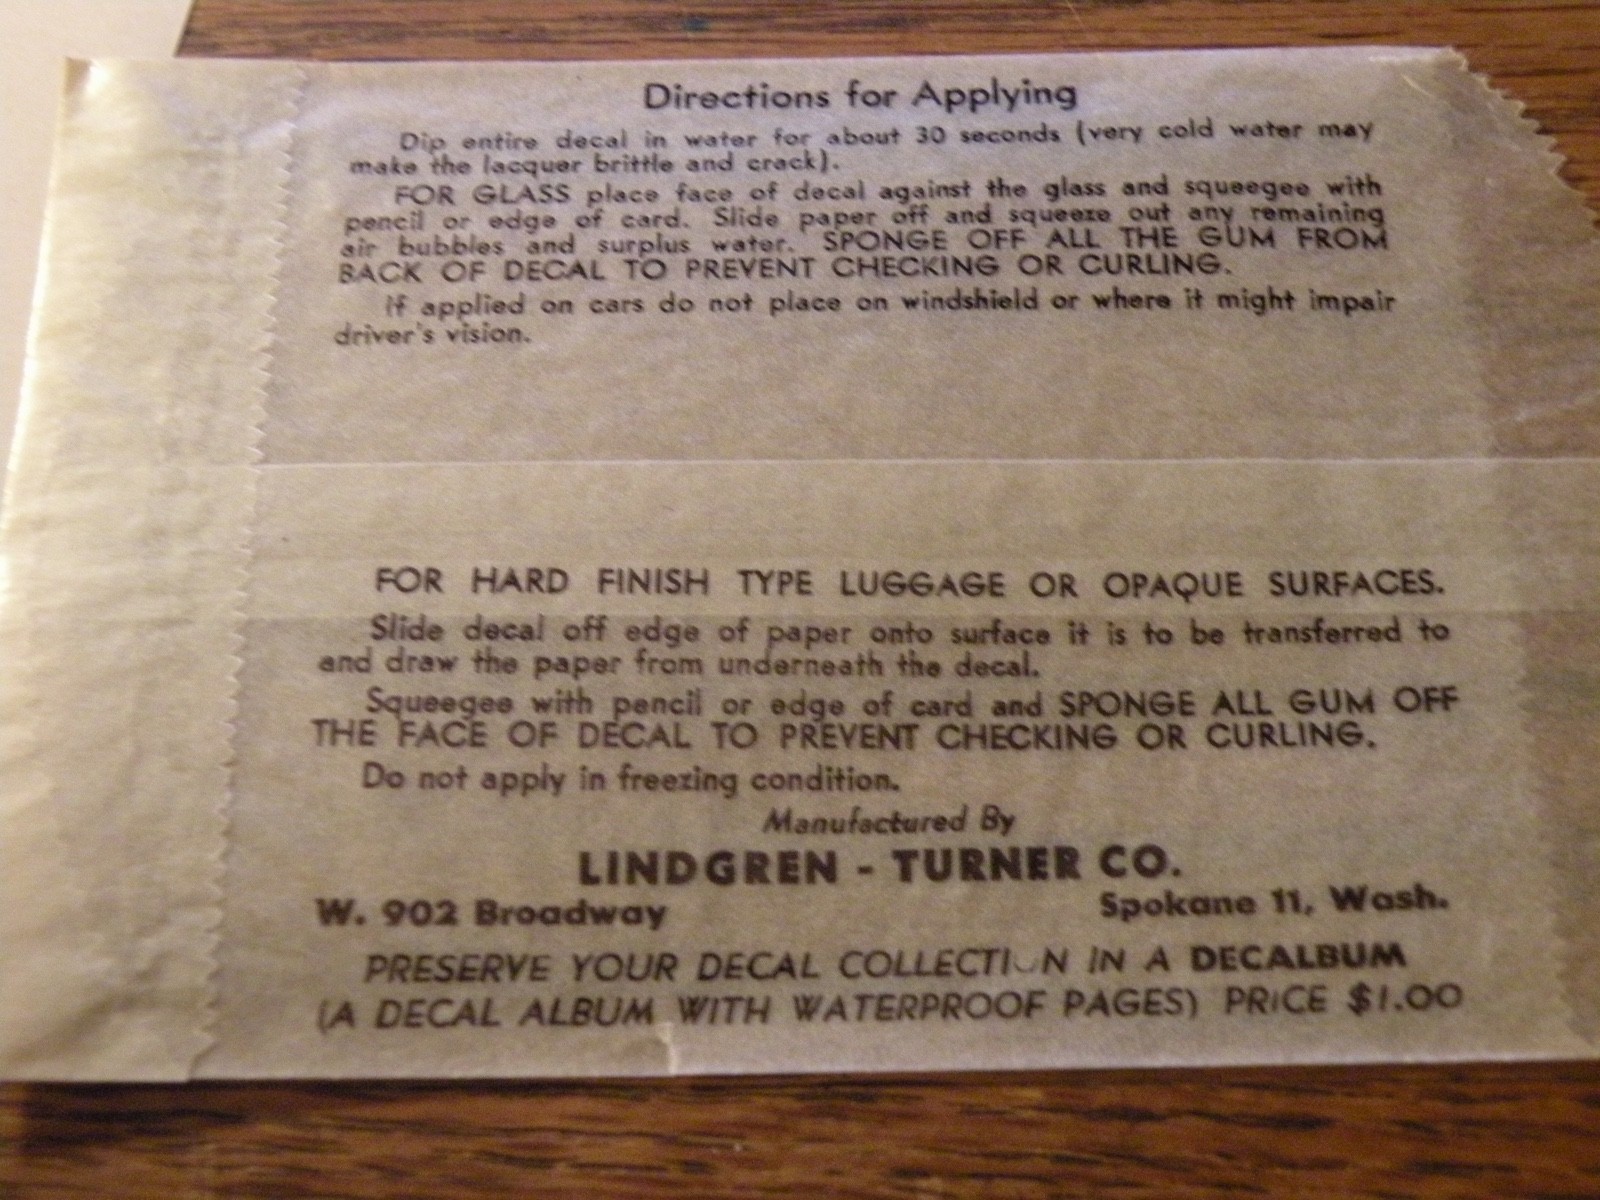 Directions for Applying
Dip entire decal in water for about 30 seconds (very cold water may
make the lacquer brittle and crack).
FOR GLASS place face of decal against the glass and squeegee with
pencil or edge of card. Slide paper off and squeeze out any remaining
air bubbles and surplus water. SPONGE OFF ALL THE GUM FROM
BACK OF DECAL TO PREVENT CHECKING OR CURLING.
If applied on cars do not place on windshield or where it might impair
driver's vision.
FOR HARD FINISH TYPE LUGGAGE OR OPAQUE SURFACES.
Slide decal off edge of paper onto surface it is to be transferred to
and draw the paper from underneath the decal.
Squeegee with pencil or edge of card and SPONGE ALL GUM OFF
THE FACE OF DECAL TO PREVENT CHECKING OR CURLING.
Do not apply in freezing condition.
Manufactured By
LINDGREN - TURNER CO.
W. 902 Broadway Spokane 11, Wash.
PRESERVE YOUR DECAL COLLECTION IN A DECALBUM
(A DECAL ALBUM WITH WATERPROOF PAGES) PRICE $1.00